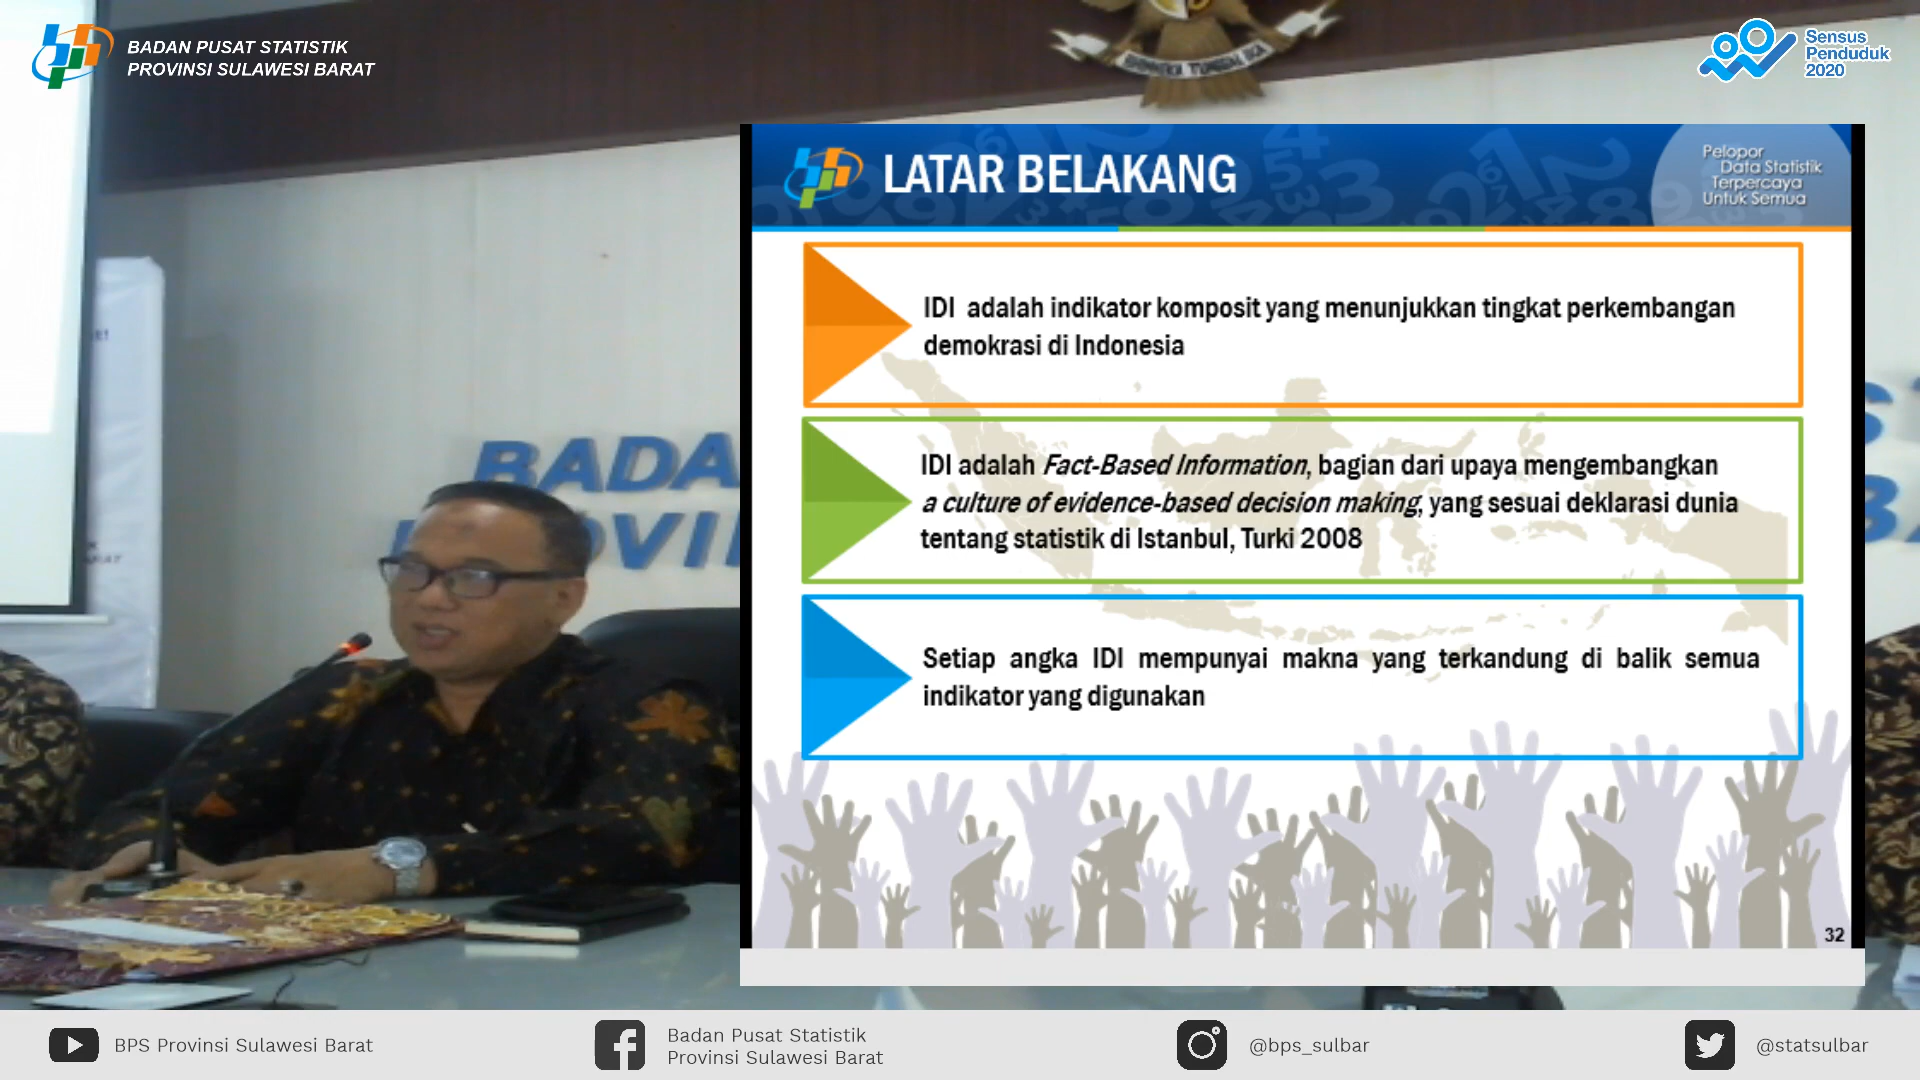 BADAN PUSAT STATISTIK
PROVINSI SULAWESI BARAT
Sensus
Penduduk
2020
LATAR BELAKANG
Pelopor
Data Statistik
Terpercaya
Untuk Semua
IDI adalah indikator komposit yang menunjukkan tingkat perkembangan
demokrasi di Indonesia
IDI adalah Fact-Based Information, bagian dari upaya mengembangkan
a culture of evidence-based decision making, yang sesuai deklarasi dunia
tentang statistik di Istanbul, Turki 2008
Setiap angka IDI mempunyai makna yang terkandung di balik semua
indikator yang digunakan
32
BADA
OVI
BPS Provinsi Sulawesi Barat
Badan Pusat Statistik
Provinsi Sulawesi Barat
@bps_sulbar
@statsulbar